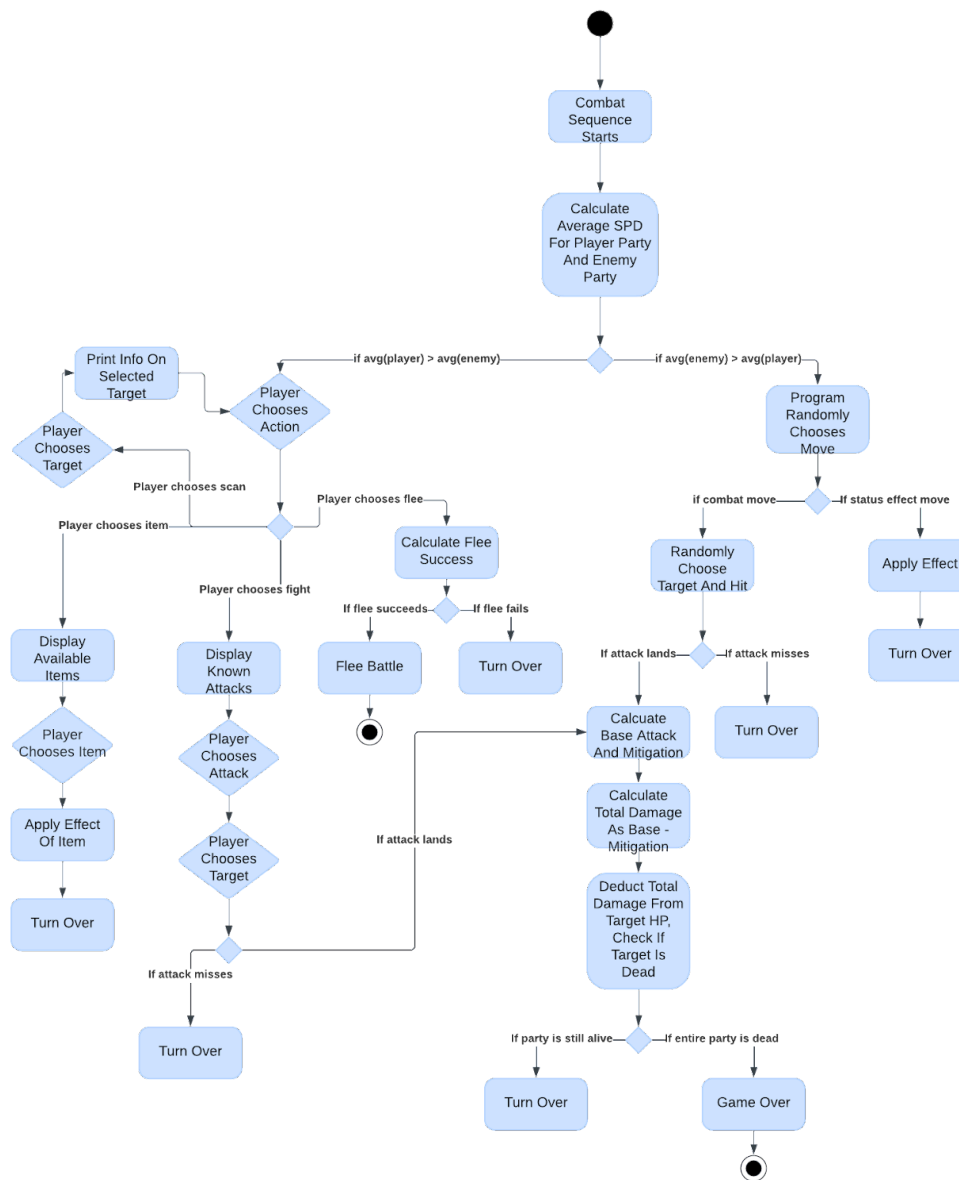 Combat
Sequence
Starts
Calculate
Average SPD
For Player Party
And Enemy
Party
if avg(player) > avg(enemy)
if avg(enemy) > avg(player)
Print Info On
Selected
Target
Player
Chooses
Action
Program
Randomly
Chooses
Move
Player
Chooses
Target
Player chooses scan
Player chooses flee
if combat move
If status effect move
Player chooses item
Calculate Flee
Success
Randomly
Choose
Target And Hit
Apply Effect
Player chooses fight
If flee succeeds
If flee fails
Display
Available
Items
Display
Known
Attacks
Flee Battle
Turn Over
If attack lands
If attack misses
Turn Over
Player
Chooses Item
Player
Chooses
Attack
Calcuate
Base Attack
And Mitigation
Turn Over
Apply Effect
Of Item
Player
Chooses
Target
If attack lands
Calculate
Total Damage
As Base -
Mitigation
Turn Over
Deduct Total
Damage From
Target HP,
Check If
Target Is
Dead
If attack misses
Turn Over
If party is still alive
If entire party is dead
Turn Over
Game Over